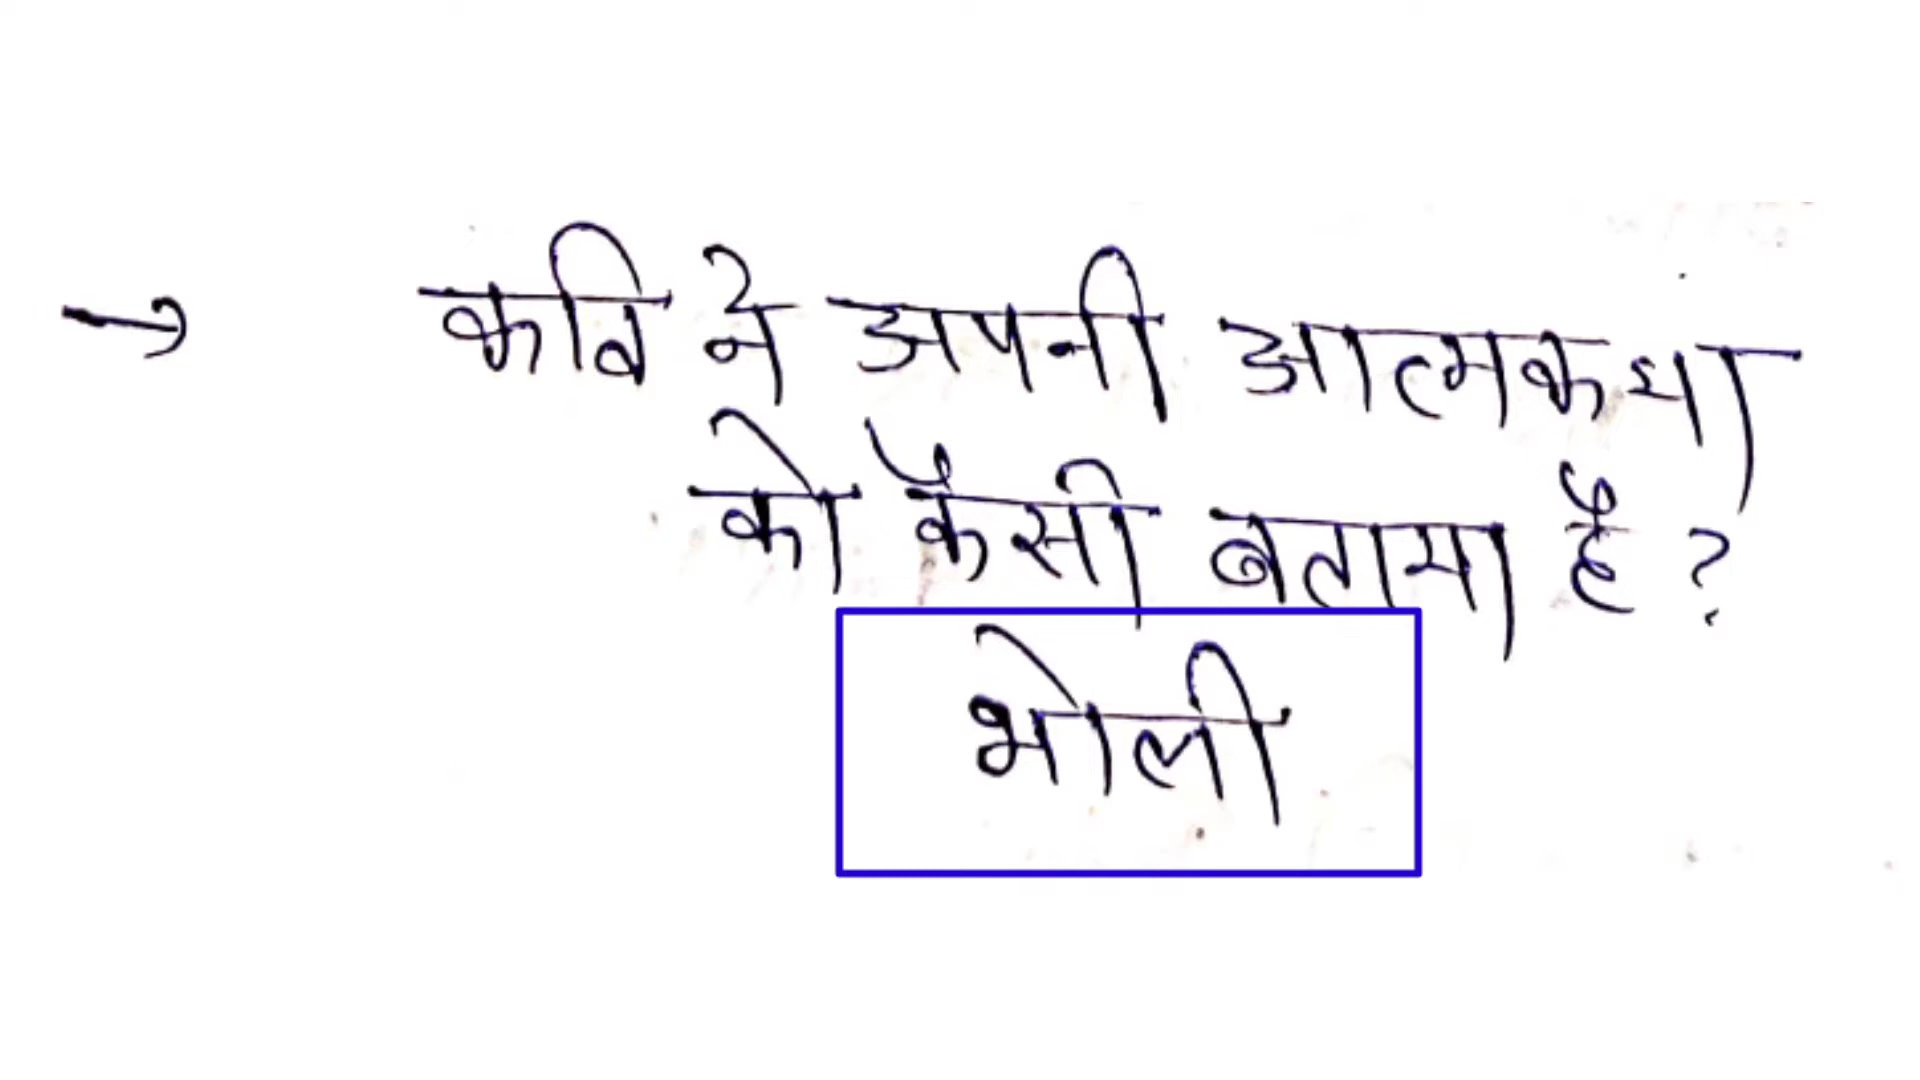 → कवि ने अपनी आत्मकथा
को कैसी बताया है?
भोली